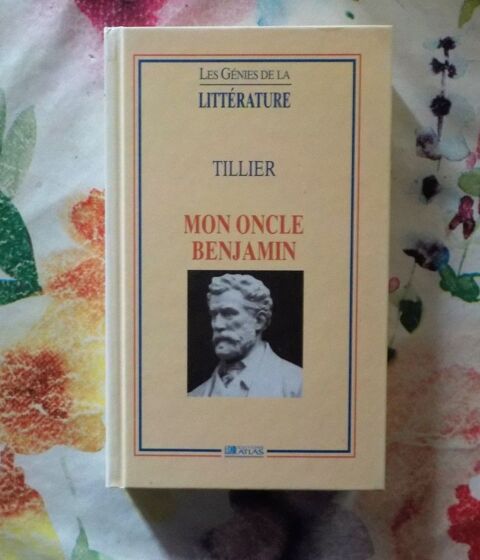 LES GÉNIES DE LA
LITTÉRATURE
TILLIER
MON ONCLE
BENJAMIN
ATLAS